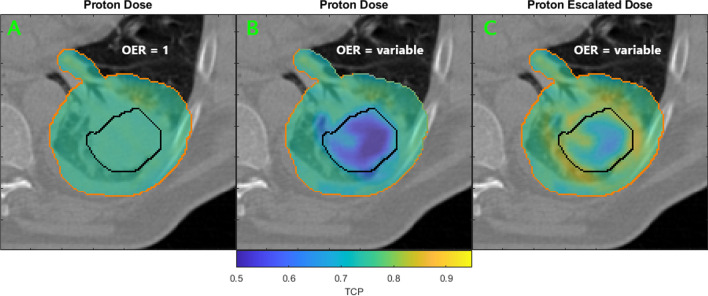 Proton Dose
Proton Dose
Proton Escalated Dose
A
OER = 1
B
OER = variable
C
OER = variable
0.5
0.6
0.7
0.8
0.9
TCP